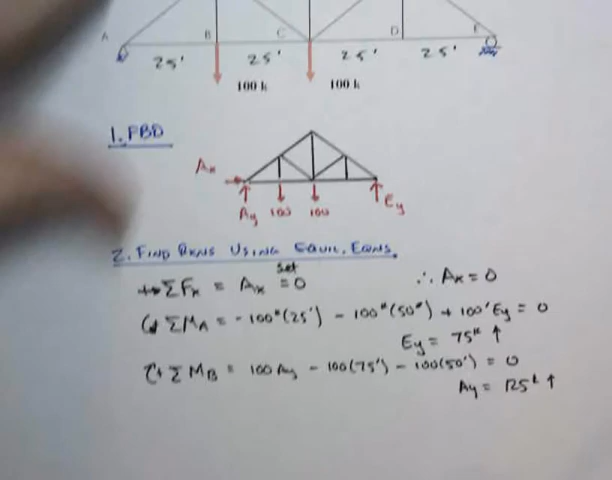 A B C D E
25' 25' 25' 25'
100 k 100 k
1. FBD
Ax
Ay 100 100 Ey
2. FIND RXNS USING EQUIL. EQNS.
+→ ΣFx = Ax set = 0 ∴ Ax = 0
↺+ ΣMA = -100ᵏ(25') - 100ᵏ(50') + 100'Ey = 0
Ey = 75ᵏ ↑
↻+ ΣMB = 100Ay - 100(75') - 100(50') = 0
Ay = 125ᵏ ↑